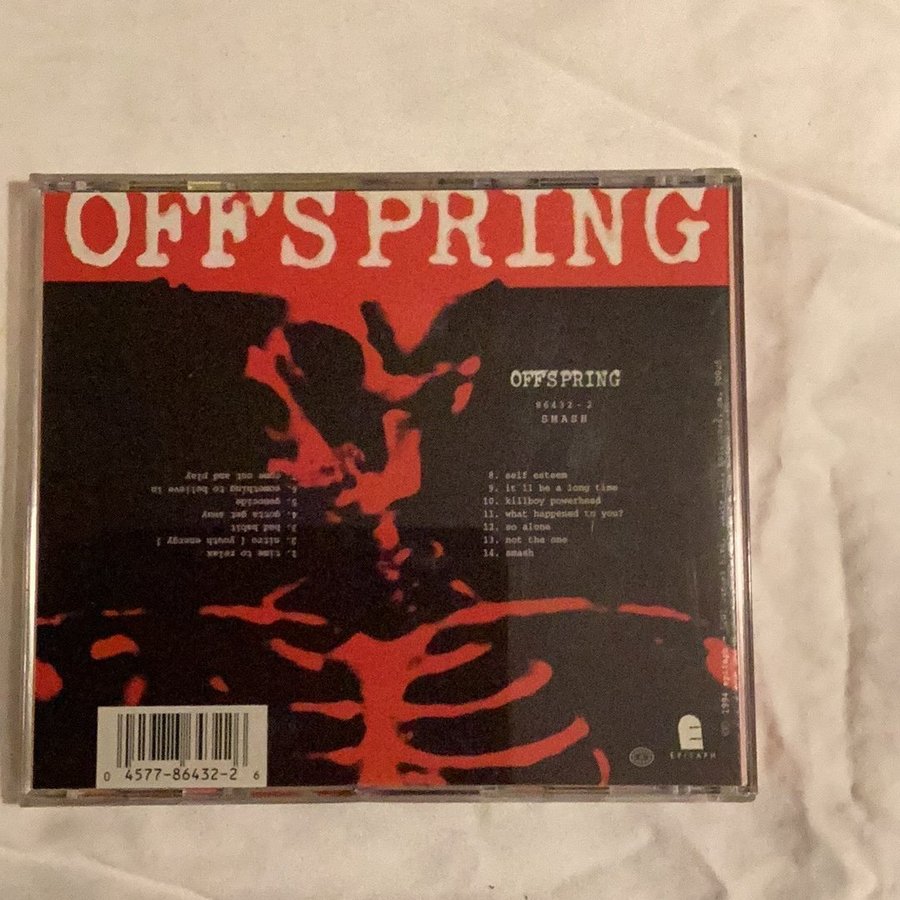 OFFSPRING
OFFSPRING
86432-2
SMASH
1. time to relax
2. nitro ( youth energy )
3. bad habit
4. gotta get away
5. genocide
6. something to believe in
come out and play
8. self esteem
9. it'll be a long time
10. killboy powerhead
11. what happened to you?
12. so alone
13. not the one
14. smash
0 4577-86432-2 6
EPITAPH
1994 epitaph